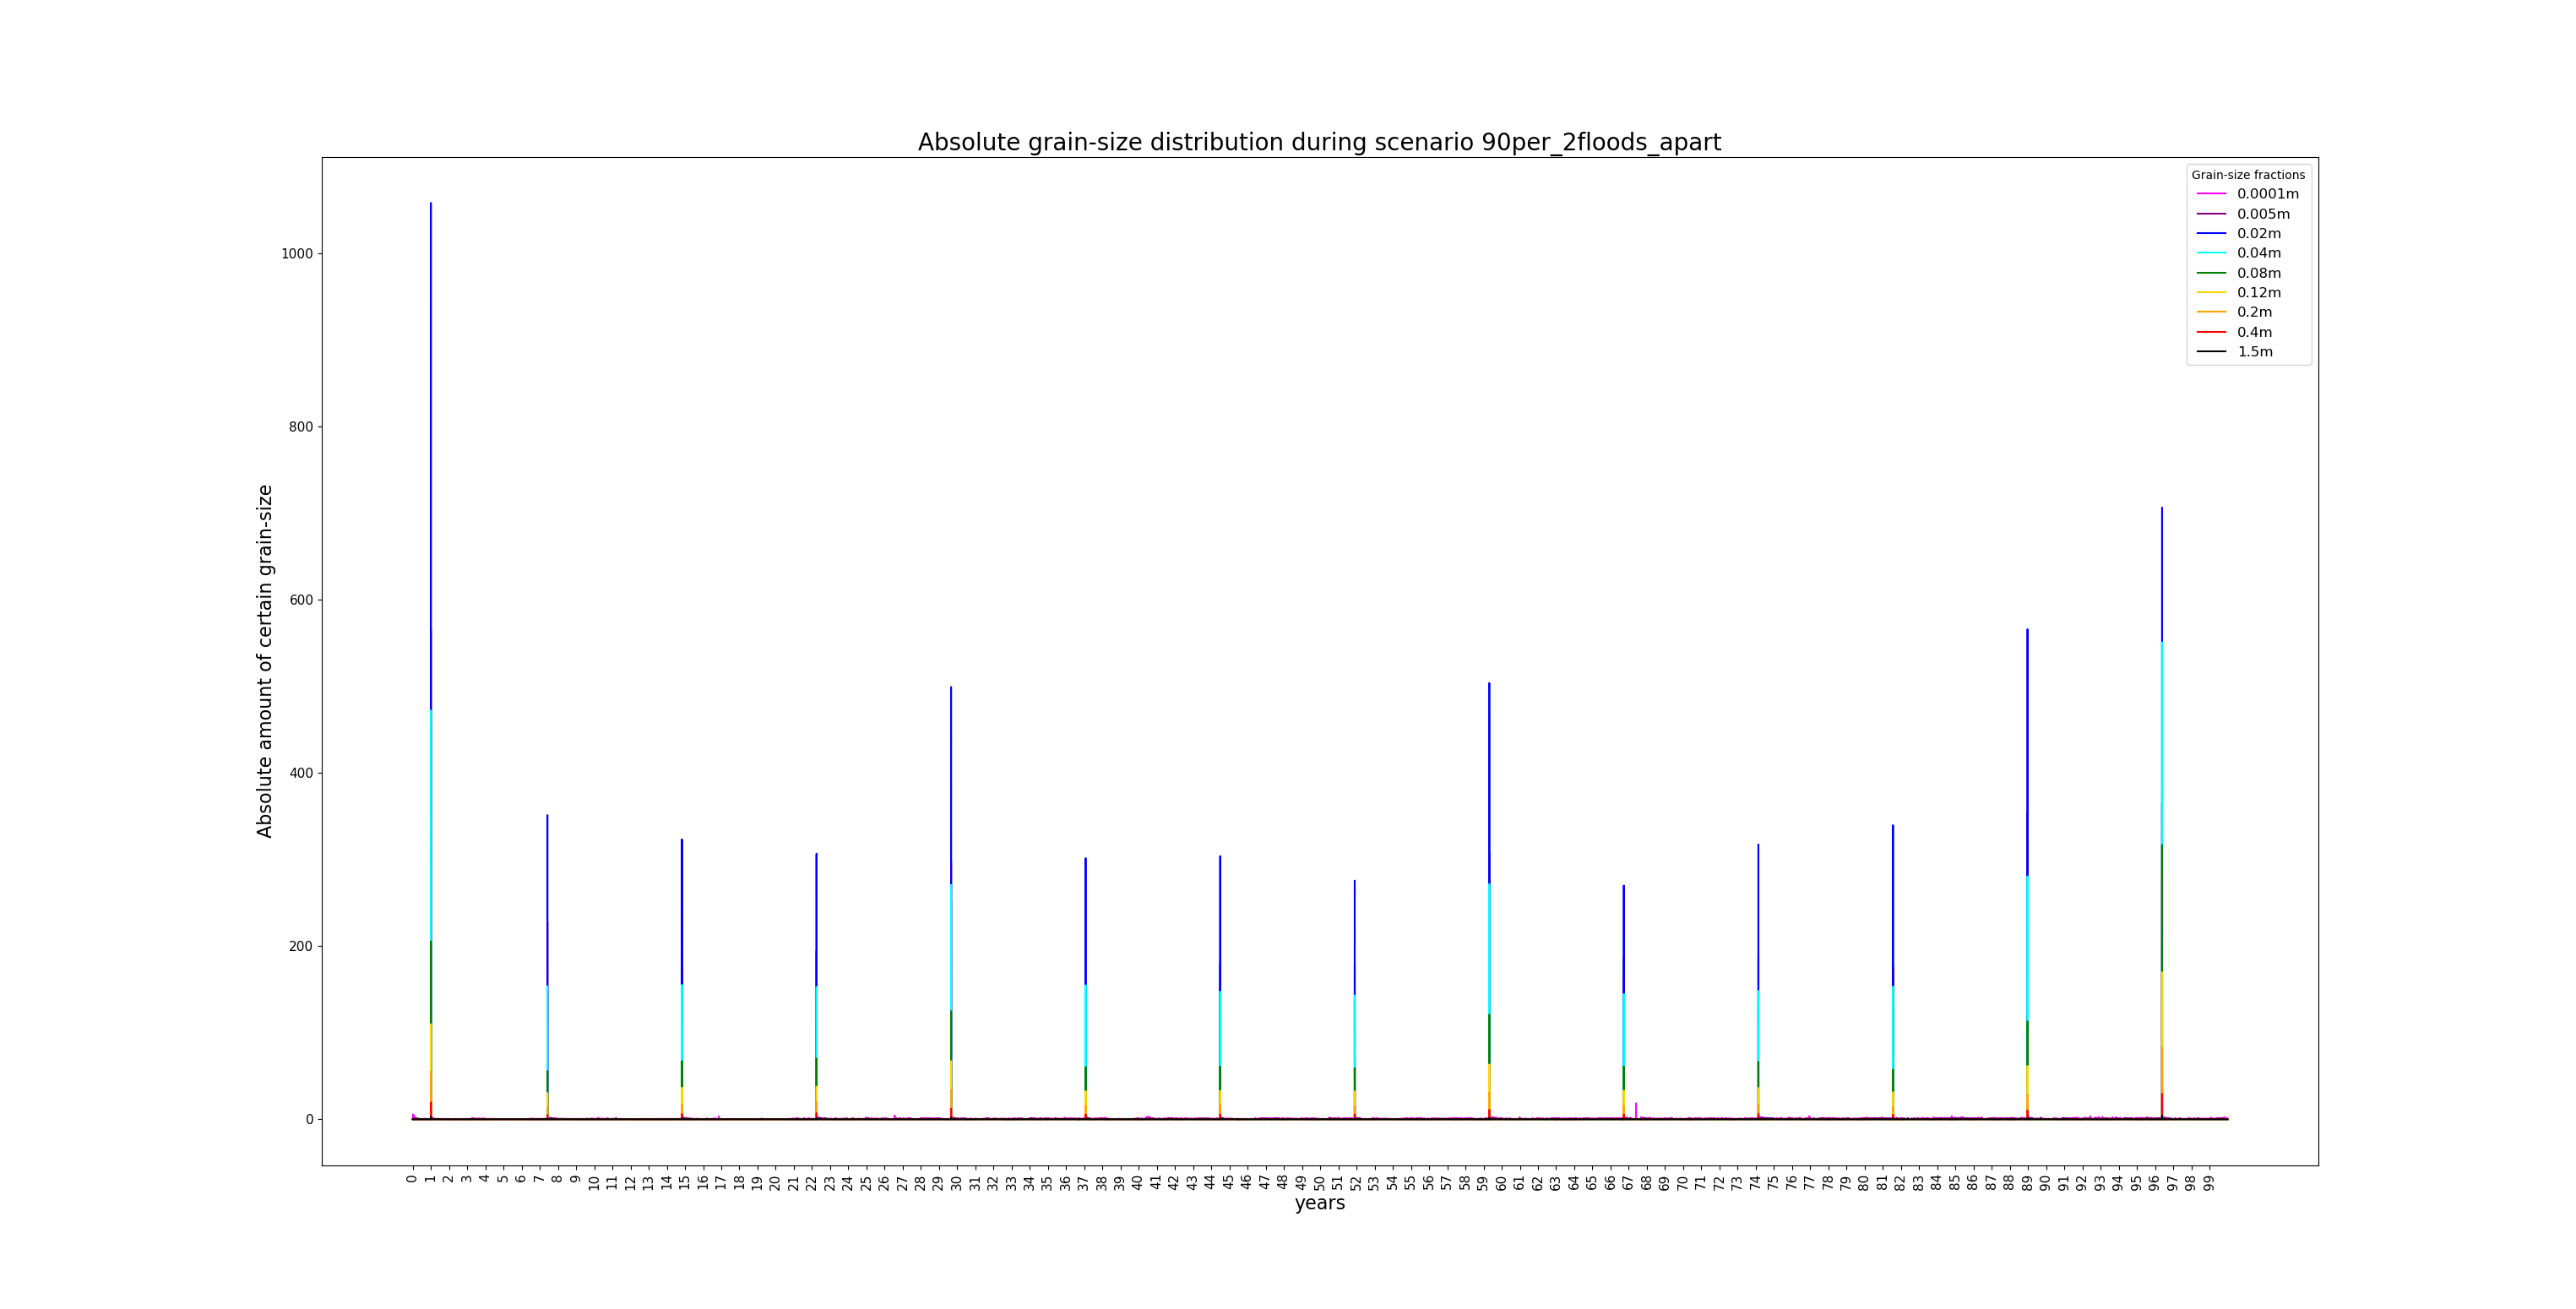 Absolute grain-size distribution during scenario 90per_2floods_apart
Grain-size fractions
0.0001m
0.005m
0.02m
0.04m
0.08m
0.12m
0.2m
0.4m
1.5m
Absolute amount of certain grain-size
1000
800
600
400
200
0
0 1 2 3 4 5 6 7 8 9 10 11 12 13 14 15 16 17 18 19 20 21 22 23 24 25 26 27 28 29 30 31 32 33 34 35 36 37 38 39 40 41 42 43 44 45 46 47 48 49 50 51 52 53 54 55 56 57 58 59 60 61 62 63 64 65 66 67 68 69 70 71 72 73 74 75 76 77 78 79 80 81 82 83 84 85 86 87 88 89 90 91 92 93 94 95 96 97 98 99
years